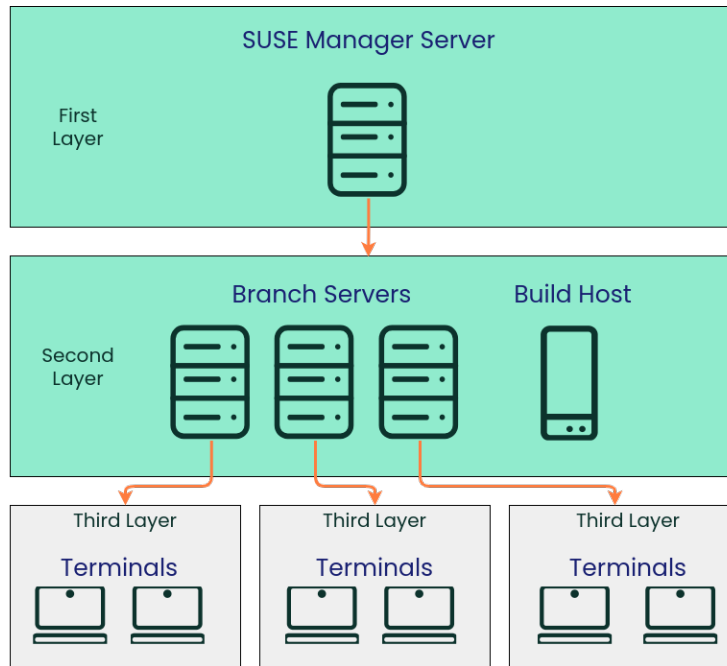 SUSE Manager Server
First
Layer
Branch Servers
Build Host
Second
Layer
Third Layer
Third Layer
Third Layer
Terminals
Terminals
Terminals